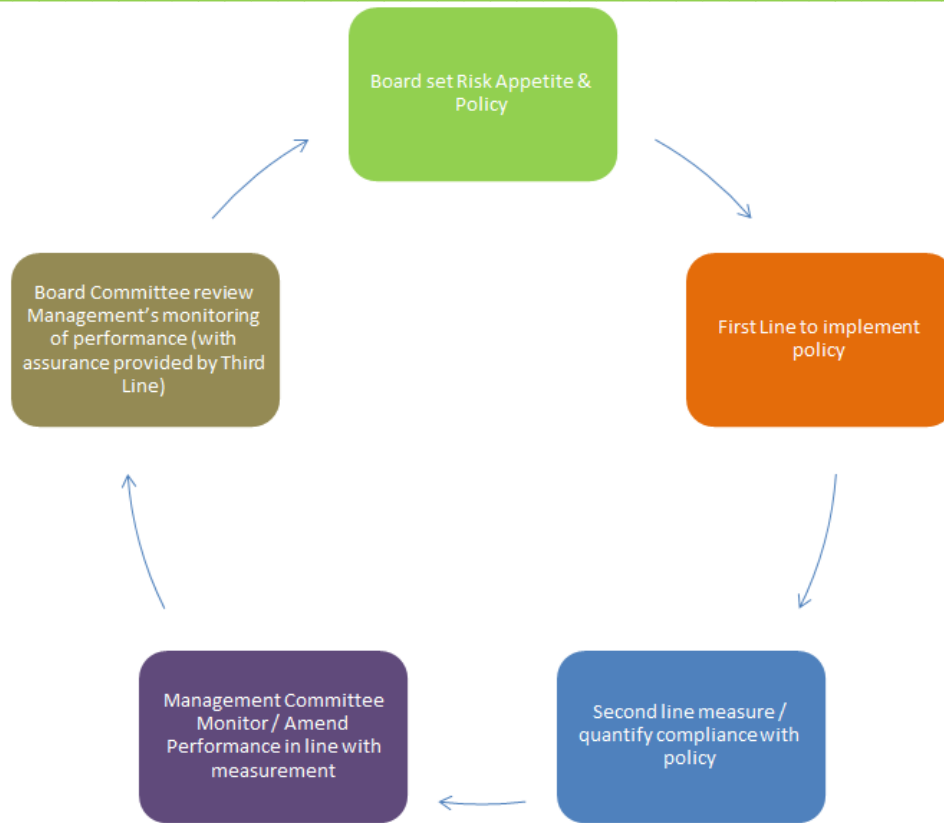 Board set Risk Appetite &
Policy
First Line to implement
policy
Second line measure /
quantify compliance with
policy
Management Committee
Monitor / Amend
Performance in line with
measurement
Board Committee review
Management's monitoring
of performance (with
assurance provided by Third
Line)